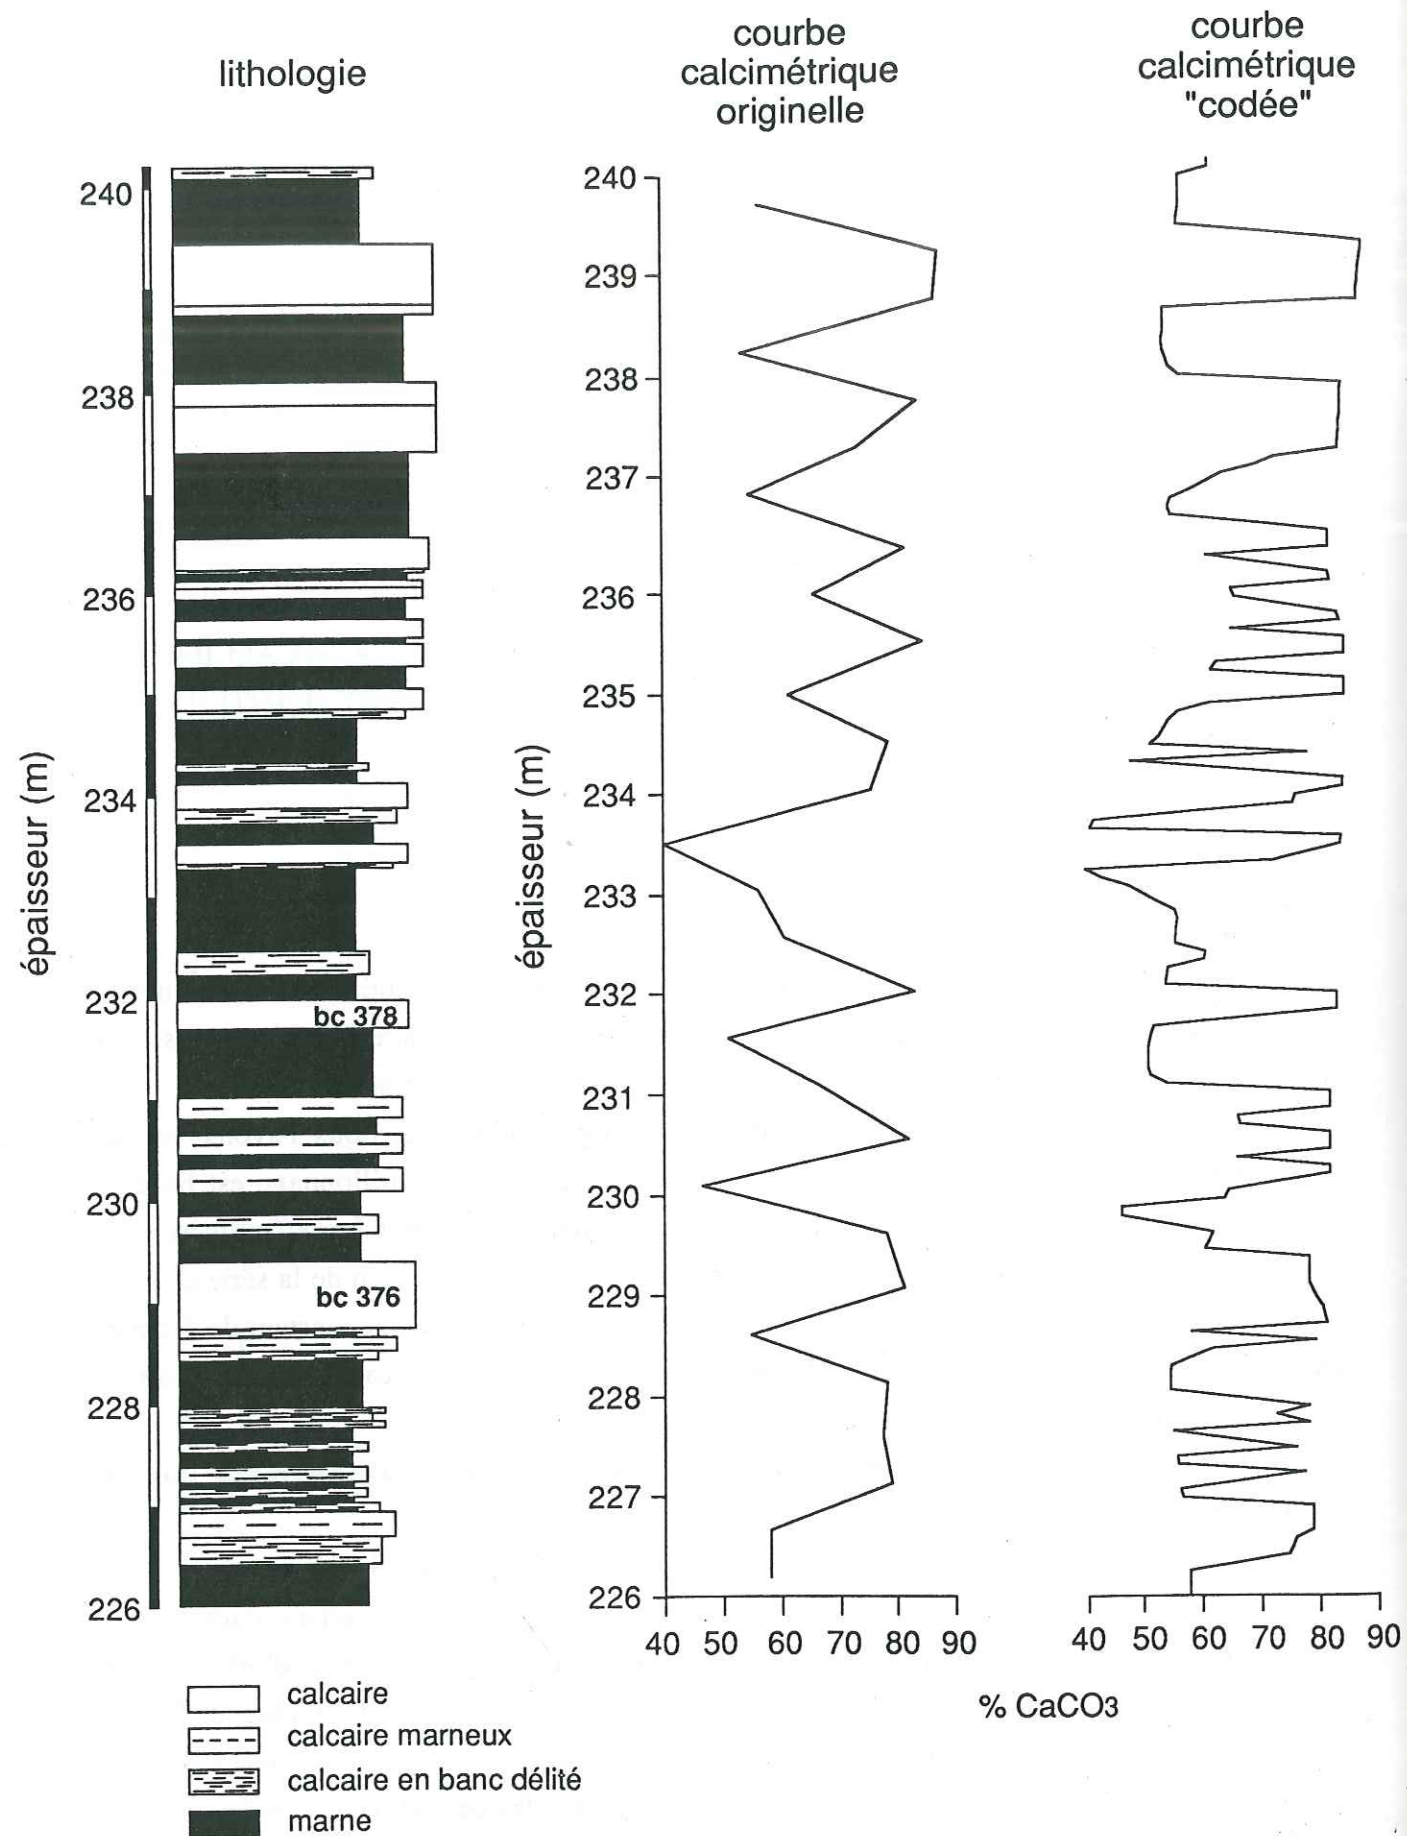 lithologie
courbe
calcimétrique
originelle
courbe
calcimétrique
"codée"
épaisseur (m)
240
238
236
234
232
230
228
226
bc 378
bc 376
épaisseur (m)
240
239
238
237
236
235
234
233
232
231
230
229
228
227
226
40 50 60 70 80 90
40 50 60 70 80 90
% CaCO3
calcaire
calcaire marneux
calcaire en banc délité
marne